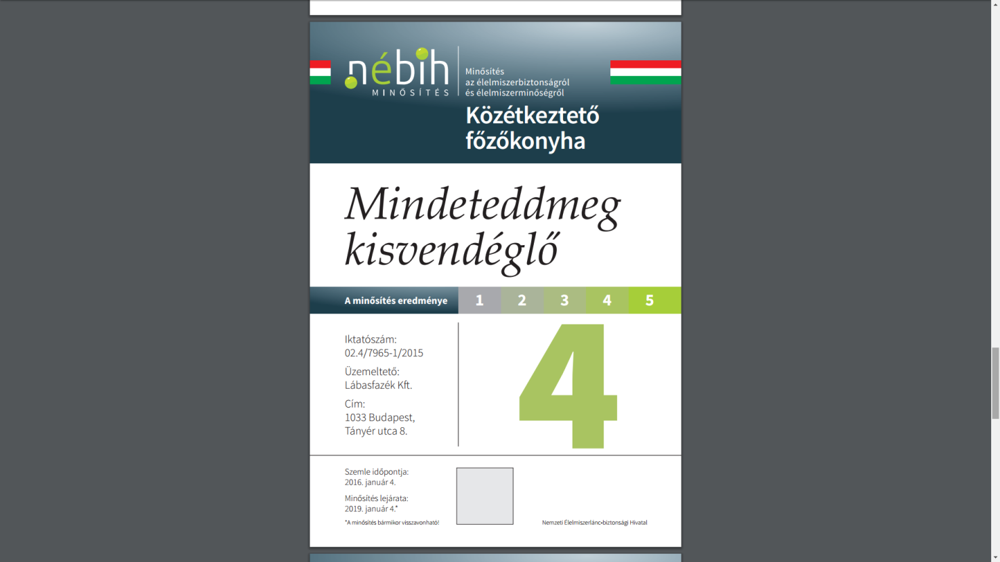 nébih
MINŐSÍTÉS
Minősítés
az élelmiszerbiztonságról
és élelmiszerminőségről
Közétkeztető
főzőkonyha
Mindeteddmeg
kisvendéglő
A minősítés eredménye 1 2 3 4 5
Iktatószám:
02.4/7965-1/2015
Üzemeltető:
Lábasfazék Kft.
Cím:
1033 Budapest,
Tányér utca 8.
4
Szemle időpontja:
2016. január 4.
Minősítés lejárata:
2019. január 4.*
*A minősítés bármikor visszavonható!
Nemzeti Élelmiszerlánc-biztonsági Hivatal